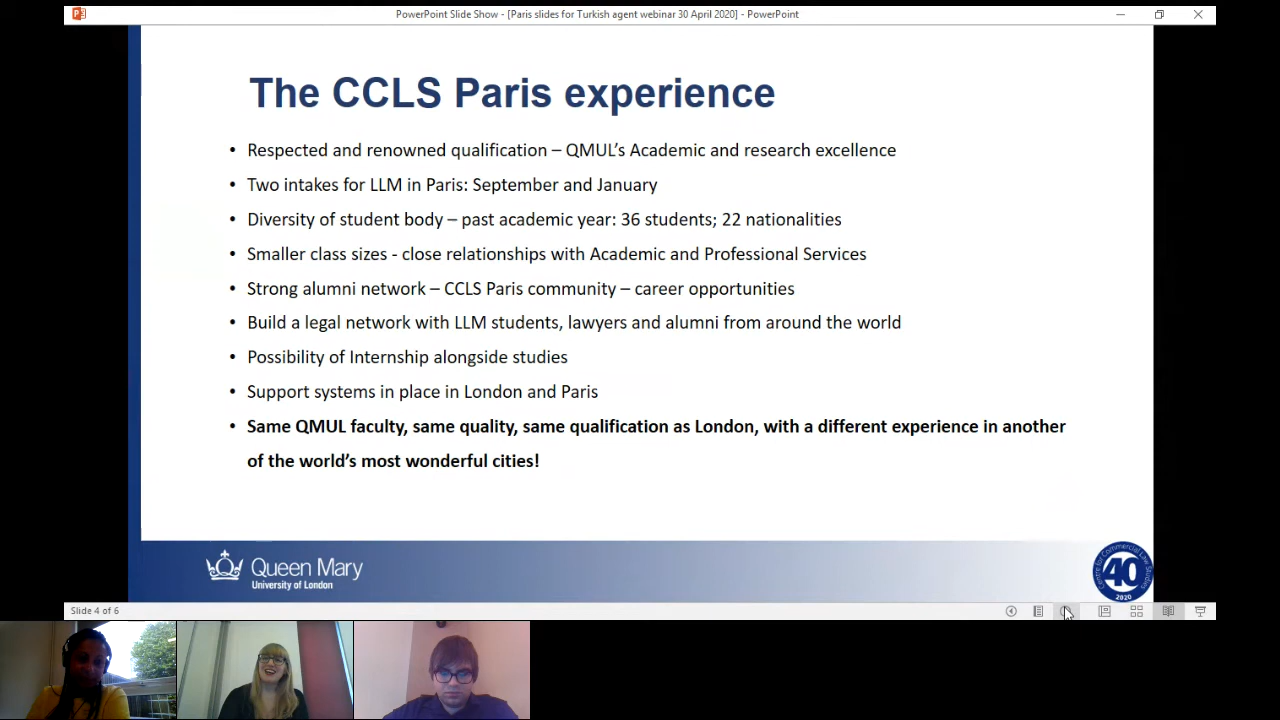 PowerPoint Slide Show - [Paris slides for Turkish agent webinar 30 April 2020] - PowerPoint
The CCLS Paris experience
• Respected and renowned qualification – QMUL’s Academic and research excellence
• Two intakes for LLM in Paris: September and January
• Diversity of student body – past academic year: 36 students; 22 nationalities
• Smaller class sizes - close relationships with Academic and Professional Services
• Strong alumni network – CCLS Paris community – career opportunities
• Build a legal network with LLM students, lawyers and alumni from around the world
• Possibility of Internship alongside studies
• Support systems in place in London and Paris
• Same QMUL faculty, same quality, same qualification as London, with a different experience in another
of the world’s most wonderful cities!
Queen Mary
University of London
Centre for Commercial Law Studies
40
2020
Slide 4 of 6